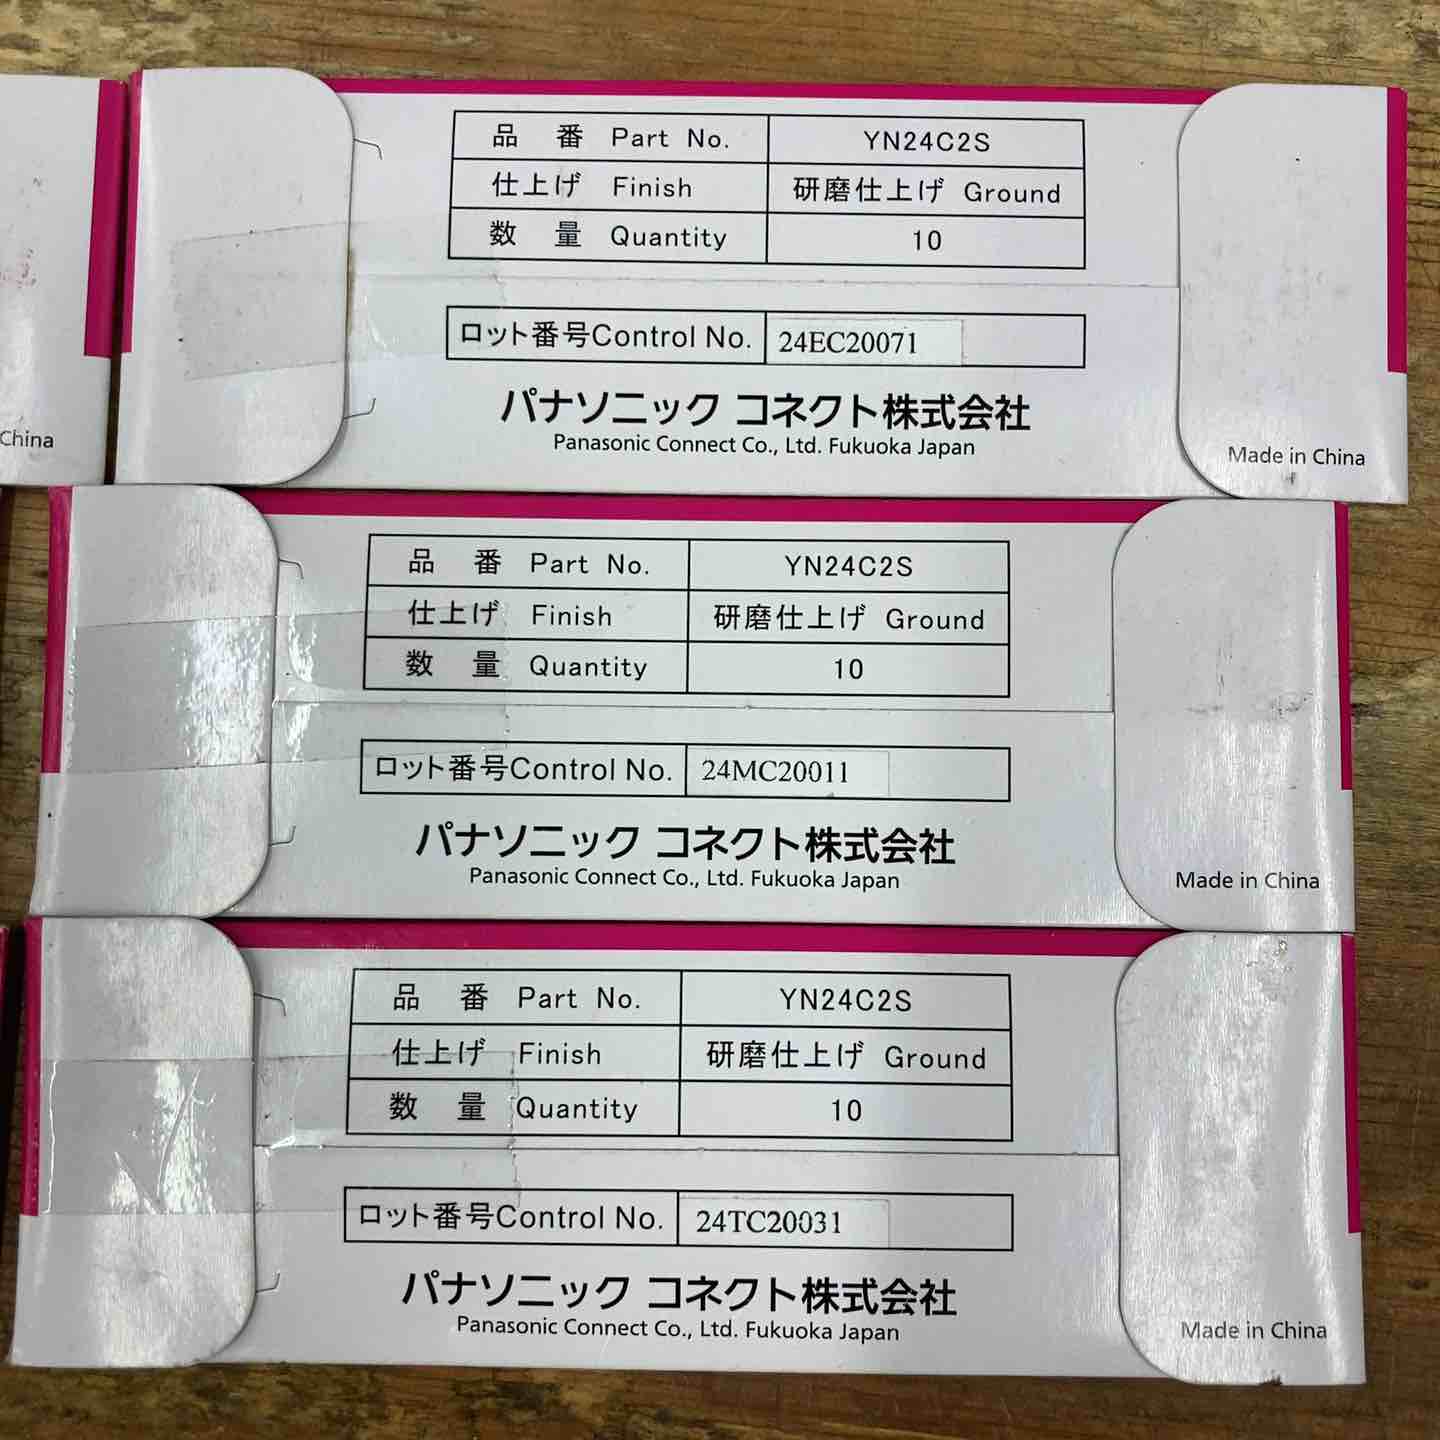 China
品 番 Part No. YN24C2S
仕上げ Finish 研磨仕上げ Ground
数 量 Quantity 10
ロット番号Control No. 24EC20071
パナソニック コネクト株式会社
Panasonic Connect Co., Ltd. Fukuoka Japan
Made in China
品 番 Part No. YN24C2S
仕上げ Finish 研磨仕上げ Ground
数 量 Quantity 10
ロット番号Control No. 24MC20011
パナソニック コネクト株式会社
Panasonic Connect Co., Ltd. Fukuoka Japan
Made in China
品 番 Part No. YN24C2S
仕上げ Finish 研磨仕上げ Ground
数 量 Quantity 10
ロット番号Control No. 24TC20031
パナソニック コネクト株式会社
Panasonic Connect Co., Ltd. Fukuoka Japan
Made in China